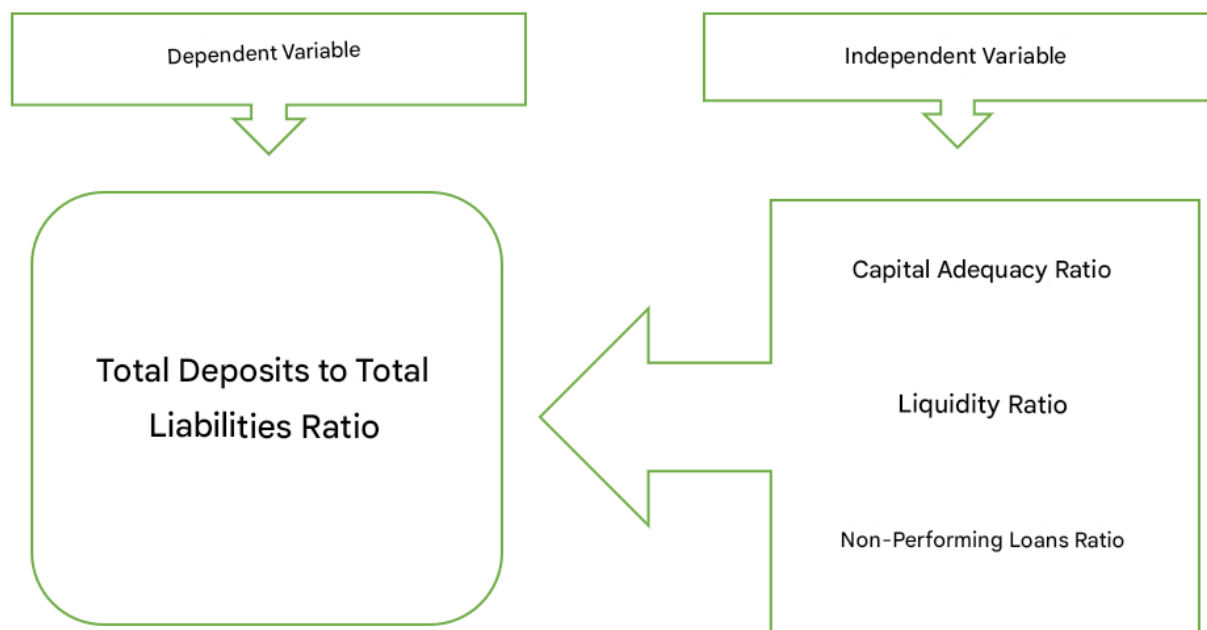 Dependent Variable
Independent Variable
Total Deposits to Total
Liabilities Ratio
Capital Adequacy Ratio
Liquidity Ratio
Non-Performing Loans Ratio